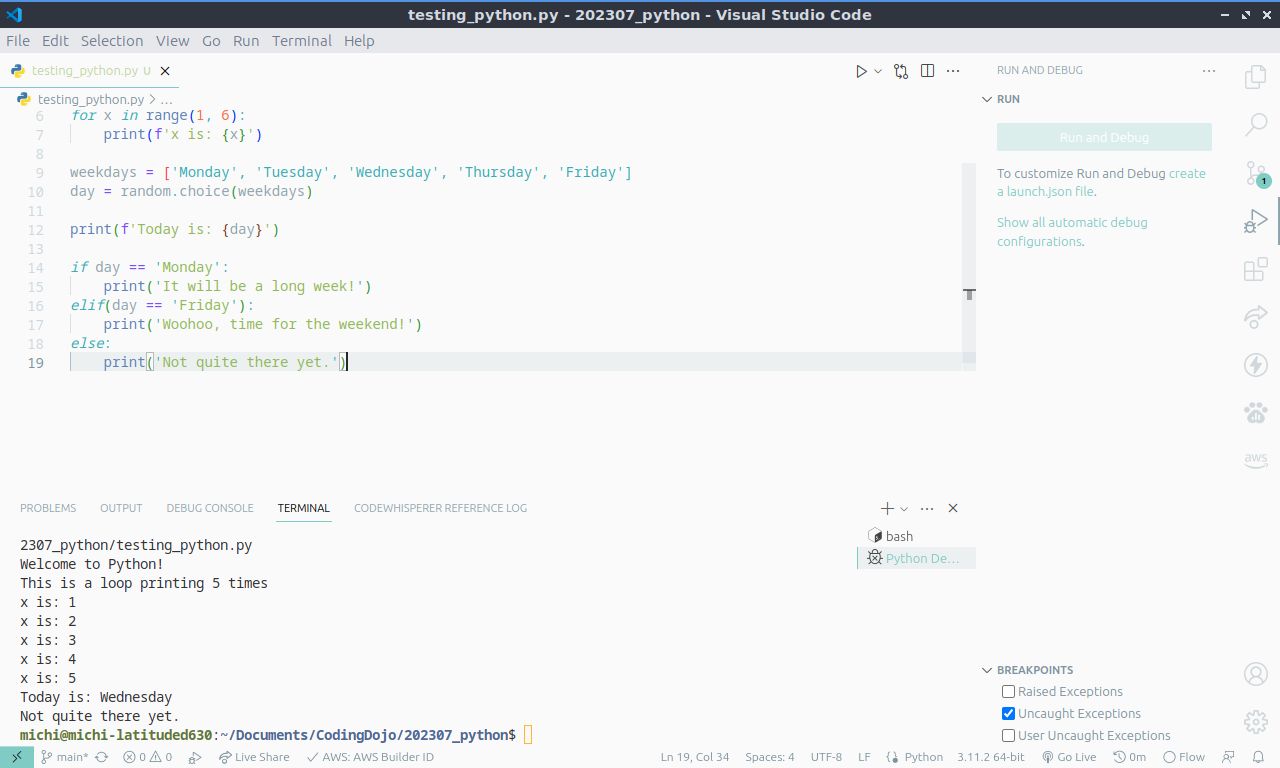 testing_python.py - 202307_python - Visual Studio Code
File Edit Selection View Go Run Terminal Help
testing_python.py U
testing_python.py > ...
6 for x in range(1, 6):
7 print(f'x is: {x}')
8
9 weekdays = ['Monday', 'Tuesday', 'Wednesday', 'Thursday', 'Friday']
10 day = random.choice(weekdays)
11
12 print(f'Today is: {day}')
13
14 if day == 'Monday':
15 print('It will be a long week!')
16 elif(day == 'Friday'):
17 print('Woohoo, time for the weekend!')
18 else:
19 print('Not quite there yet.')
RUN AND DEBUG
RUN
Run and Debug
To customize Run and Debug create
a launch.json file.
Show all automatic debug
configurations.
1
aws
PROBLEMS OUTPUT DEBUG CONSOLE TERMINAL CODEWHISPERER REFERENCE LOG
bash
Python De...
2307_python/testing_python.py
Welcome to Python!
This is a loop printing 5 times
x is: 1
x is: 2
x is: 3
x is: 4
x is: 5
Today is: Wednesday
Not quite there yet.
michi@michi-latituded630:~/Documents/CodingDojo/202307_python$
BREAKPOINTS
Raised Exceptions
Uncaught Exceptions
User Uncaught Exceptions
main* 0 0 Live Share AWS: AWS Builder ID Ln 19, Col 34 Spaces: 4 UTF-8 LF Python 3.11.2 64-bit Go Live 0m Flow